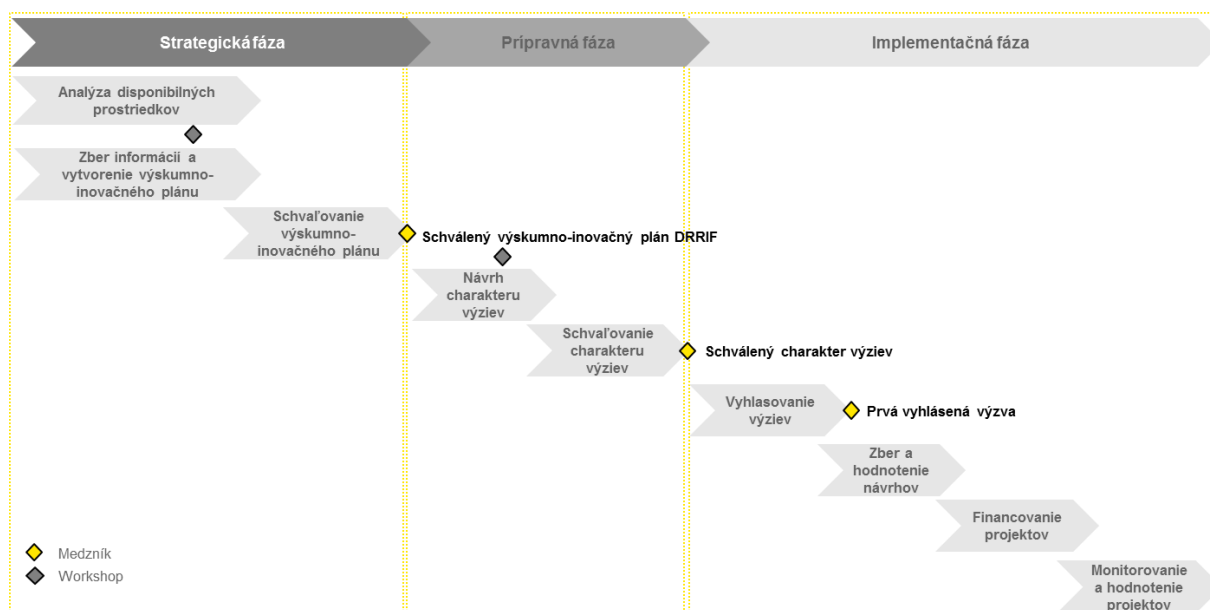 Strategická fáza
Prípravná fáza
Implementačná fáza
Analýza disponibilných
prostriedkov
Zber informácii a
vytvorenie výskumno-
inovačného plánu
Schvaľovanie
výskumno-
inovačného plánu
Schválený výskumno-inovačný plán DRRIF
Návrh
charakteru
výziev
Schvaľovanie
charakteru
výziev
Schválený charakter výziev
Vyhlasovanie
výziev
Prvá vyhlásená výzva
Zber a
hodnotenie
návrhov
Financovanie
projektov
Monitorovanie
a hodnotenie
projektov
Medzník
Workshop